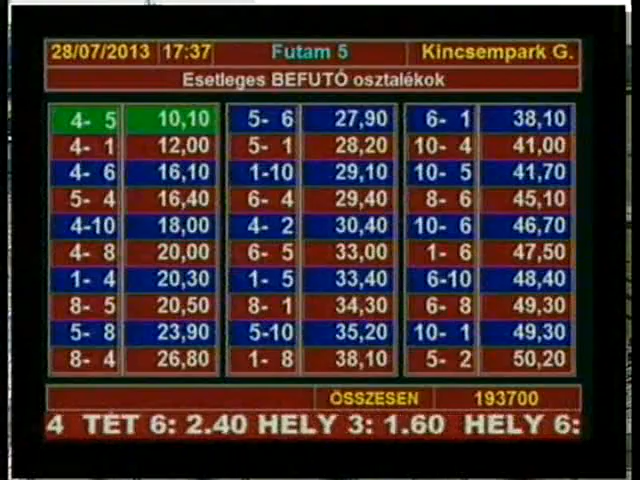 28/07/2013 17:37 Futam 5 Kincsempark G.
Esetleges BEFUTÓ osztalékok
4- 5 10,10 5- 6 27,90 6- 1 38,10
4- 1 12,00 5- 1 28,20 10- 4 41,00
4- 6 16,10 1-10 29,10 10- 5 41,70
5- 4 16,40 6- 4 29,40 8- 6 45,10
4-10 18,00 4- 2 30,40 10- 6 46,70
4- 8 20,00 6- 5 33,00 1- 6 47,50
1- 4 20,30 1- 5 33,40 6-10 48,40
8- 5 20,50 8- 1 34,30 6- 8 49,30
5- 8 23,90 5-10 35,20 10- 1 49,30
8- 4 26,80 1- 8 38,10 5- 2 50,20
ÖSSZESEN 193700
4 TÉT 6: 2.40 HELY 3: 1.60 HELY 6: